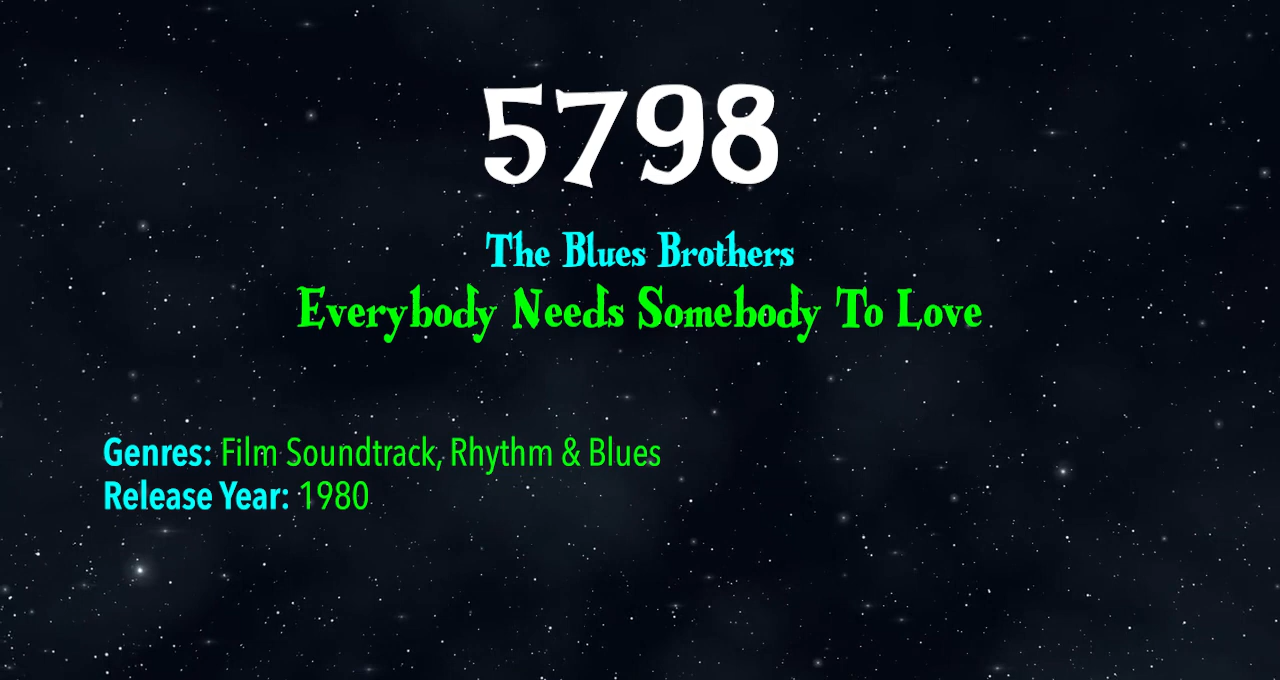 5798
The Blues Brothers
Everybody Needs Somebody To Love
Genres: Film Soundtrack, Rhythm & Blues
Release Year: 1980